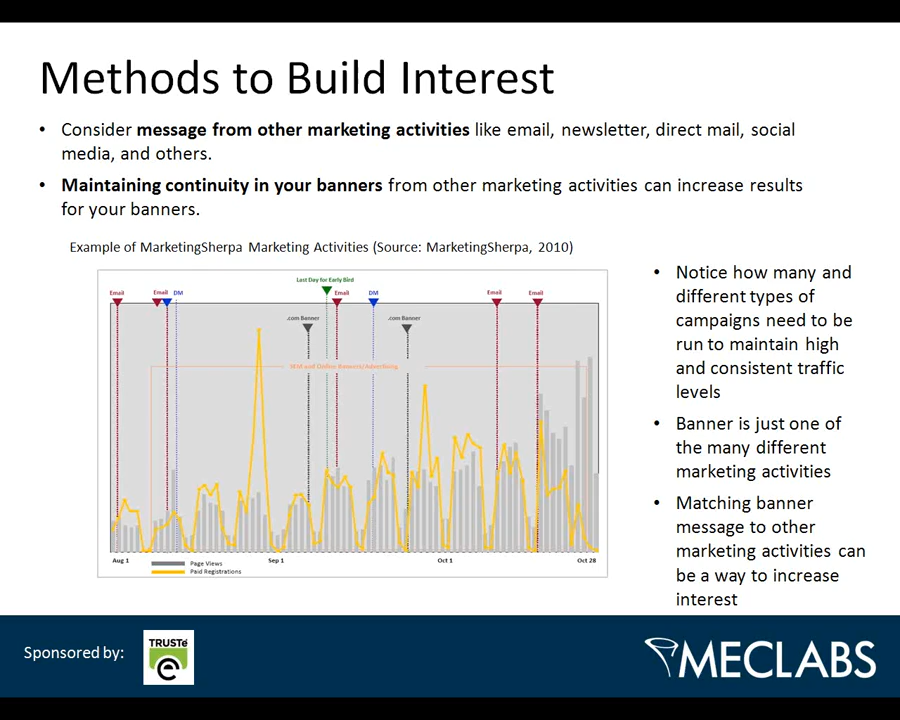 Methods to Build Interest
• Consider message from other marketing activities like email, newsletter, direct mail, social
media, and others.
• Maintaining continuity in your banners from other marketing activities can increase results
for your banners.
Example of MarketingSherpa Marketing Activities (Source: MarketingSherpa, 2010)
Last Day for Early Bird
Email Email DM Email DM Email Email
.com Banner .com Banner
SEM and Online Banners/Advertising
Aug 1 Sep 1 Oct 1 Oct 28
Page Views
Paid Registrations
• Notice how many and
different types of
campaigns need to be
run to maintain high
and consistent traffic
levels
• Banner is just one of
the many different
marketing activities
• Matching banner
message to other
marketing activities can
be a way to increase
interest
Sponsored by:
TRUSTe
e
MECLABS